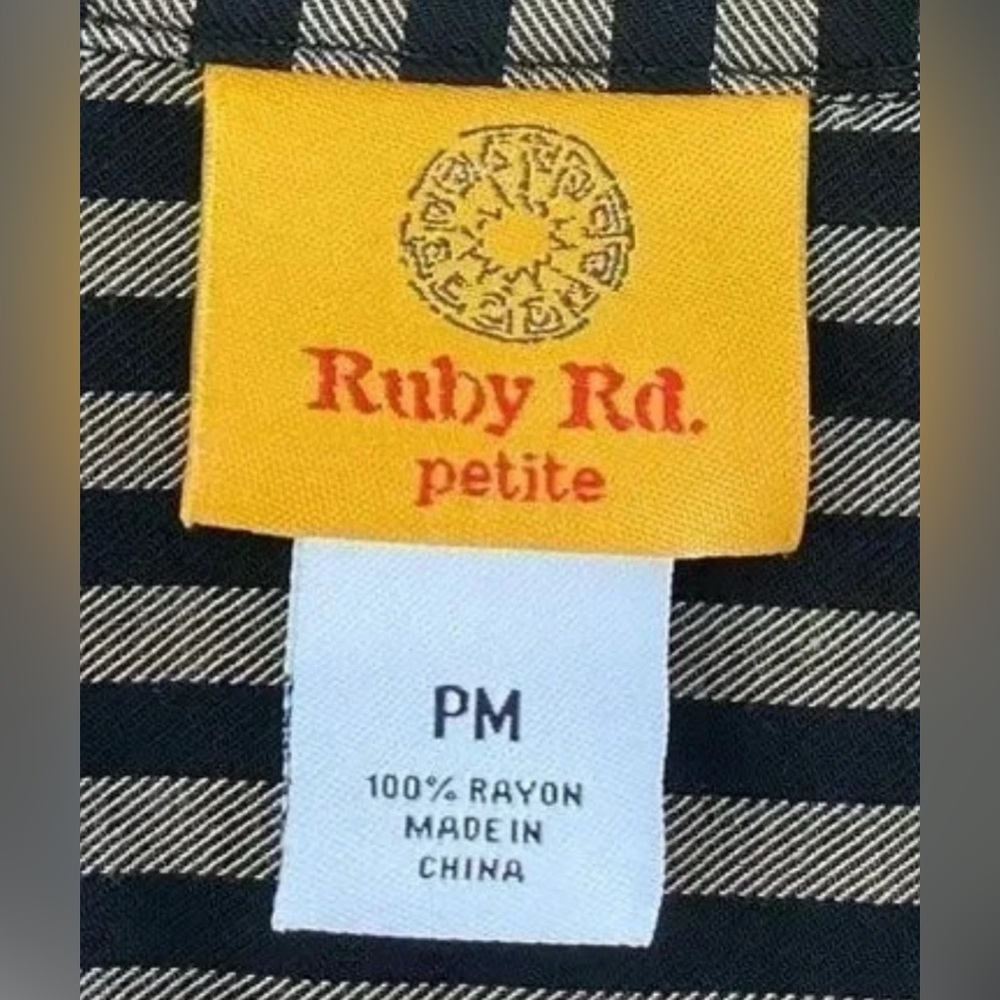 Ruby Rd.
petite
PM
100% RAYON
MADE IN
CHINA